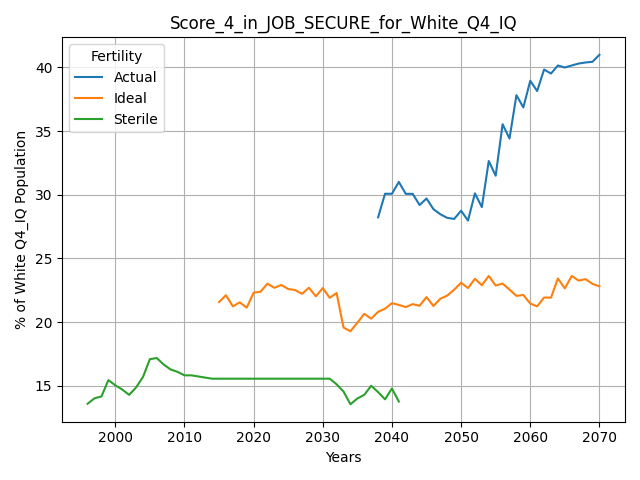 Score_4_in_JOB_SECURE_for_White_Q4_IQ
Fertility
Actual
Ideal
Sterile
% of White Q4_IQ Population
40
35
30
25
20
15
2000
2010
2020
2030
2040
2050
2060
2070
Years